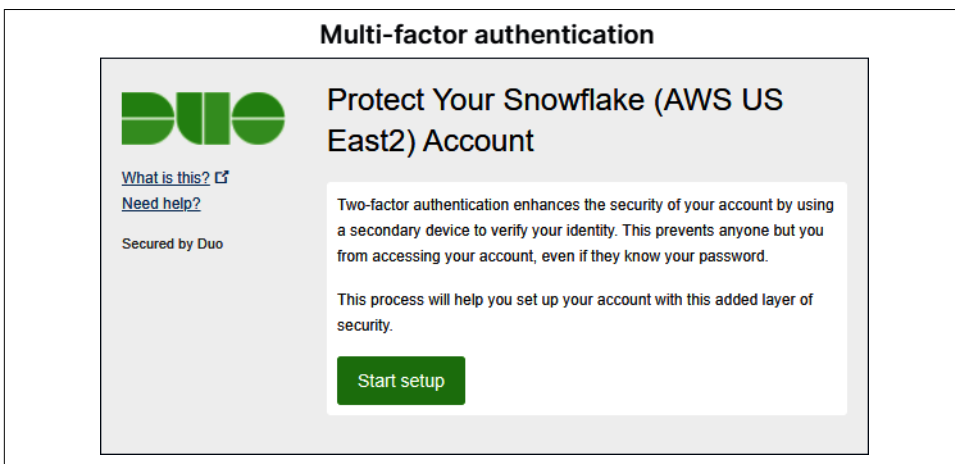 Multi-factor authentication
DUO
Protect Your Snowflake (AWS US
East2) Account
What is this?
Need help?
Secured by Duo
Two-factor authentication enhances the security of your account by using
a secondary device to verify your identity. This prevents anyone but you
from accessing your account, even if they know your password.
This process will help you set up your account with this added layer of
security.
Start setup